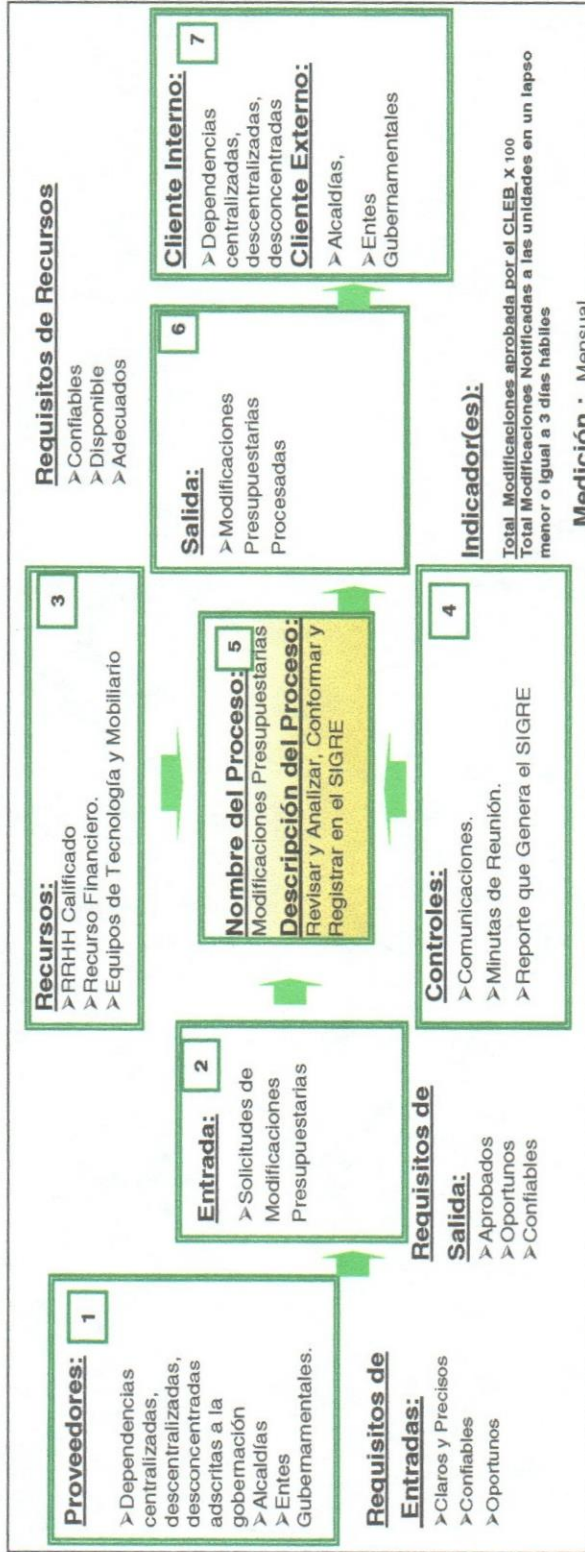 Proveedores:
1
➢Dependencias
centralizadas,
descentralizadas,
desconcentradas
adscritas a la
gobernación
➢Alcaldías
➢Entes
Gubernamentales.
Requisitos de
Entradas:
➢Claros y Precisos
➢Confiables
➢Oportunos
Entrada:
2
➢Solicitudes de
Modificaciones
Presupuestarias
Requisitos de
Salida:
➢Aprobados
➢Oportunos
➢Confiables
Recursos:
3
➢RRHH Calificado
➢Recurso Financiero.
➢Equipos de Tecnología y Mobiliario
Nombre del Proceso:
5
Modificaciones Presupuestarias
Descripción del Proceso:
Revisar y Analizar, Conformar y
Registrar en el SIGRE
Controles:
4
➢Comunicaciones.
➢Minutas de Reunión.
➢Reporte que Genera el SIGRE
Requisitos de Recursos
➢Confiables
➢Disponible
➢Adecuados
Salida:
6
➢Modificaciones
Presupuestarias
Procesadas
Cliente Interno:
7
➢Dependencias
centralizadas,
descentralizadas,
desconcentradas
Cliente Externo:
➢Alcaldías,
➢Entes
Gubernamentales
Indicador(es):
Total Modificaciones aprobada por el CLEB X 100
Total Modificaciones Notificadas a las unidades en un lapso
menor o igual a 3 días hábiles
Medición : Mensual